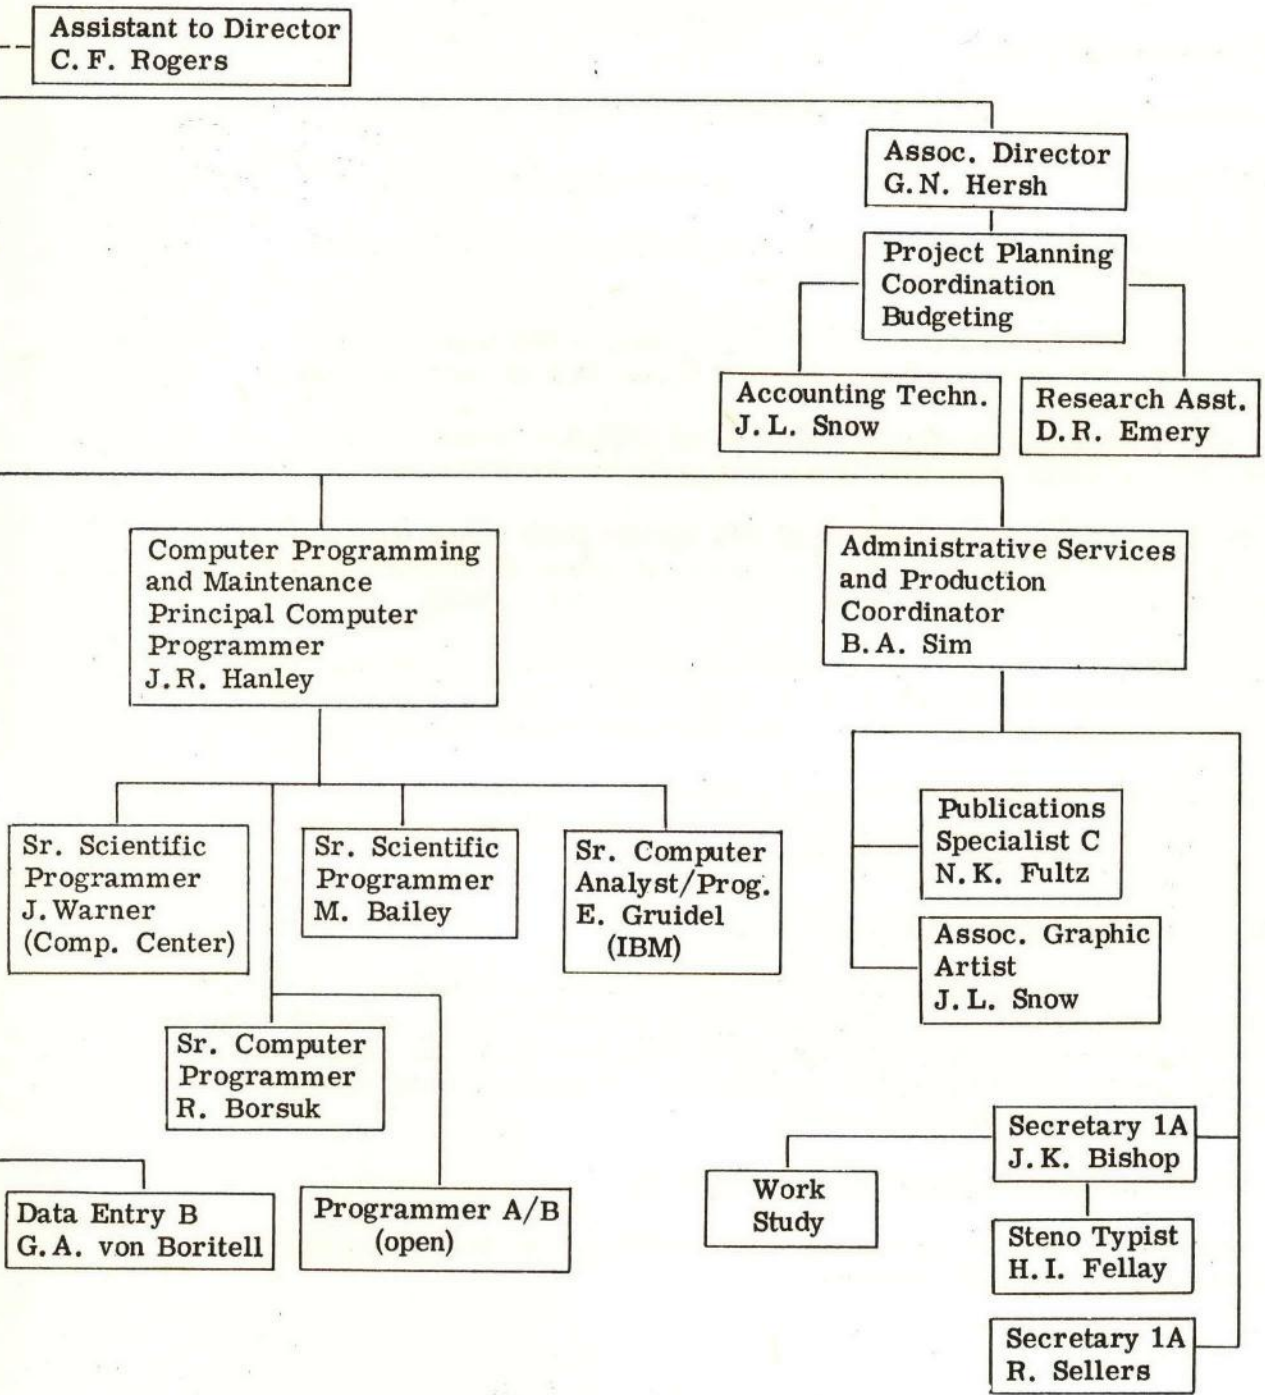 Assistant to Director
C. F. Rogers
Assoc. Director
G. N. Hersh
Project Planning
Coordination
Budgeting
Accounting Techn.
J. L. Snow
Research Asst.
D. R. Emery
Computer Programming
and Maintenance
Principal Computer
Programmer
J. R. Hanley
Administrative Services
and Production
Coordinator
B. A. Sim
Sr. Scientific
Programmer
J. Warner
(Comp. Center)
Sr. Scientific
Programmer
M. Bailey
Sr. Computer
Analyst/Prog.
E. Gruidel
(IBM)
Publications
Specialist C
N. K. Fultz
Assoc. Graphic
Artist
J. L. Snow
Sr. Computer
Programmer
R. Borsuk
Data Entry B
G. A. von Boritell
Programmer A/B
(open)
Work
Study
Secretary 1A
J. K. Bishop
Steno Typist
H. I. Fellay
Secretary 1A
R. Sellers